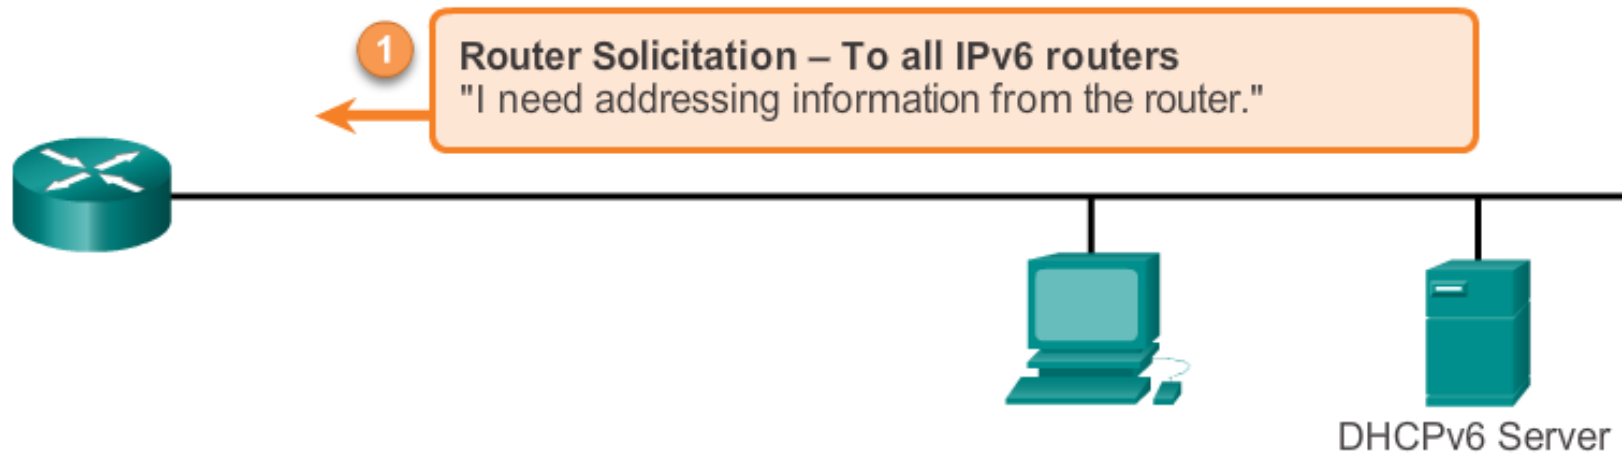 1
Router Solicitation – To all IPv6 routers
"I need addressing information from the router."
DHCPv6 Server